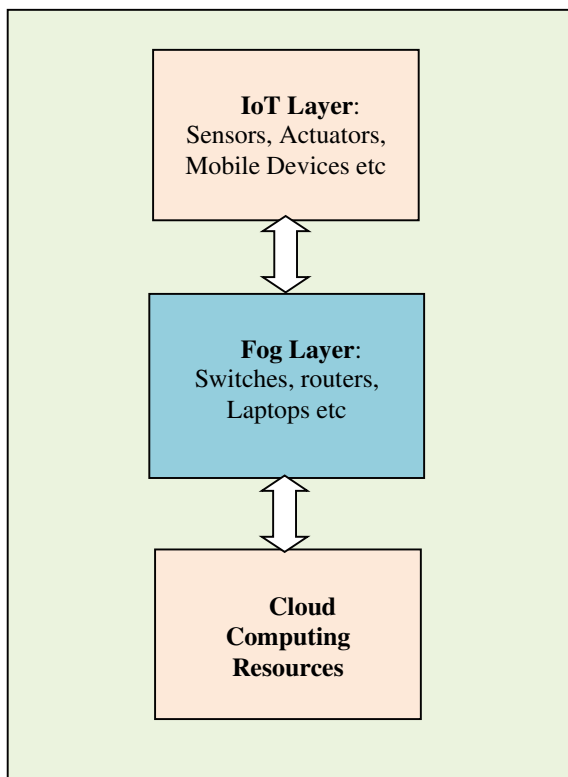 IoT Layer:
Sensors, Actuators,
Mobile Devices etc
Fog Layer:
Switches, routers,
Laptops etc
Cloud
Computing
Resources